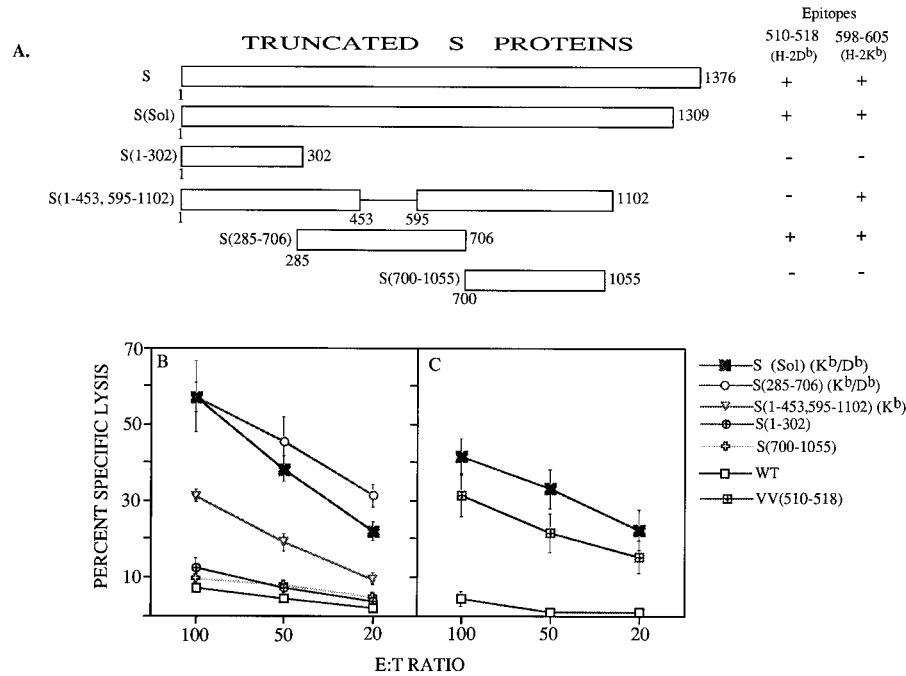 Epitopes
A.
TRUNCATED S PROTEINS
510-518 598-605
(H-2Dᵇ) (H-2Kᵇ)
S 1376 + +
1
S(Sol) 1309 + +
1
S(1-302) 302 - -
1
S(1-453, 595-1102) 1102 - +
1 453 595
S(285-706) 706 + +
285
S(700-1055) 1055 - -
700
PERCENT SPECIFIC LYSIS
70
50
30
10
B
C
100 50 20
100 50 20
E:T RATIO
S (Sol) (Kᵇ/Dᵇ)
S(285-706) (Kᵇ/Dᵇ)
S(1-453,595-1102) (Kᵇ)
S(1-302)
S(700-1055)
WT
VV(510-518)